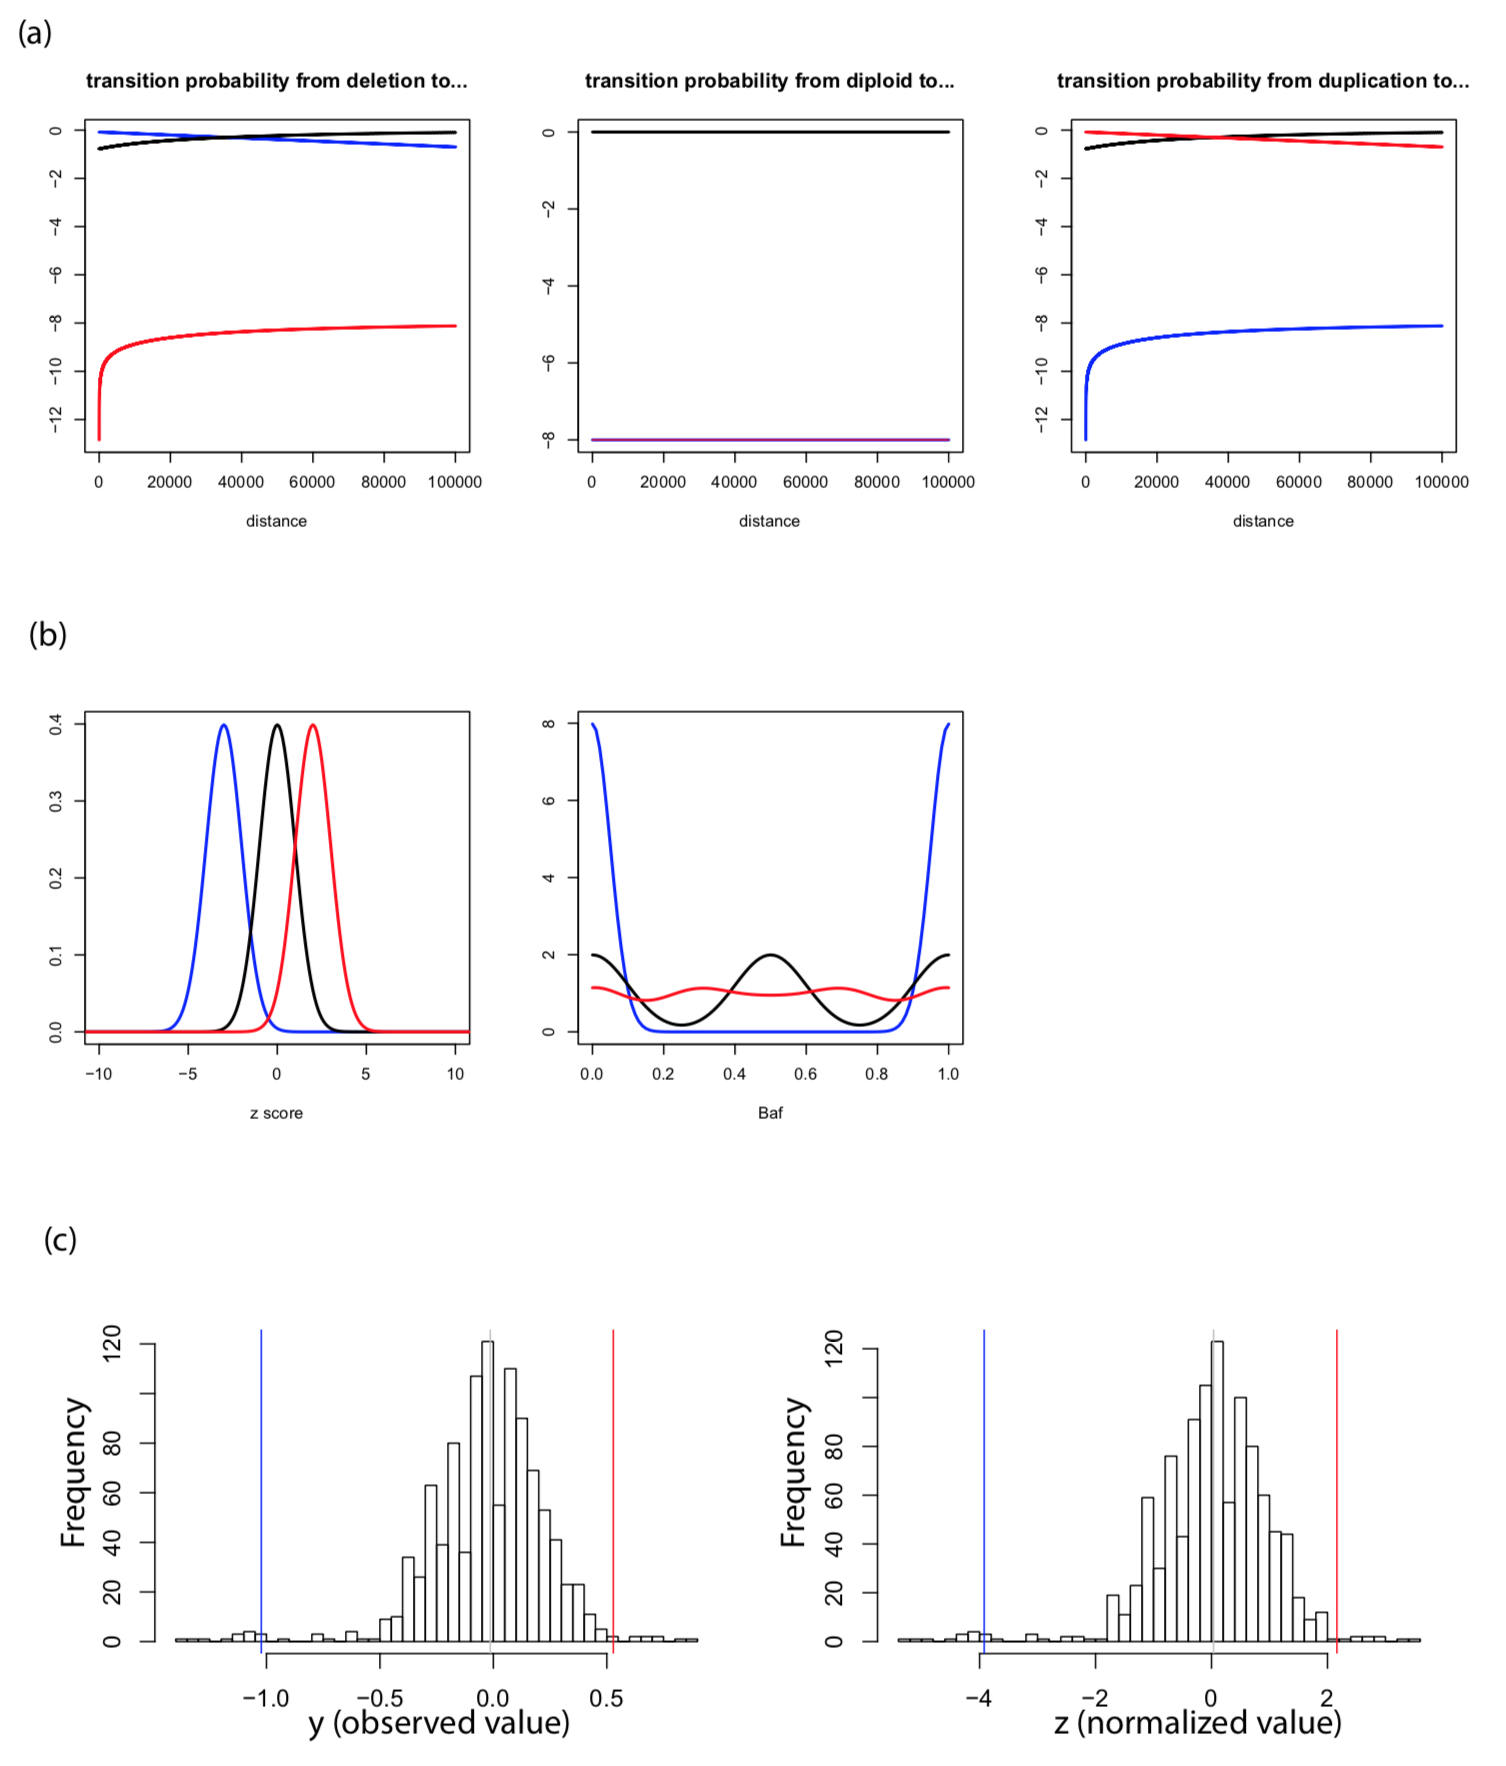 (a)
transition probability from deletion to...
transition probability from diploid to...
transition probability from duplication to...
0
−2
−4
−6
−8
−10
−12
0 20000 40000 60000 80000 100000
distance
0
−2
−4
−6
−8
0 20000 40000 60000 80000 100000
distance
0
−2
−4
−6
−8
−10
−12
0 20000 40000 60000 80000 100000
distance
(b)
0.4
0.3
0.2
0.1
0.0
−10 −5 0 5 10
z score
8
6
4
2
0
0.0 0.2 0.4 0.6 0.8 1.0
Baf
(c)
Frequency
120
80
60
40
20
0
−1.0 −0.5 0.0 0.5
y (observed value)
Frequency
120
80
60
40
20
0
−4 −2 0 2
z (normalized value)